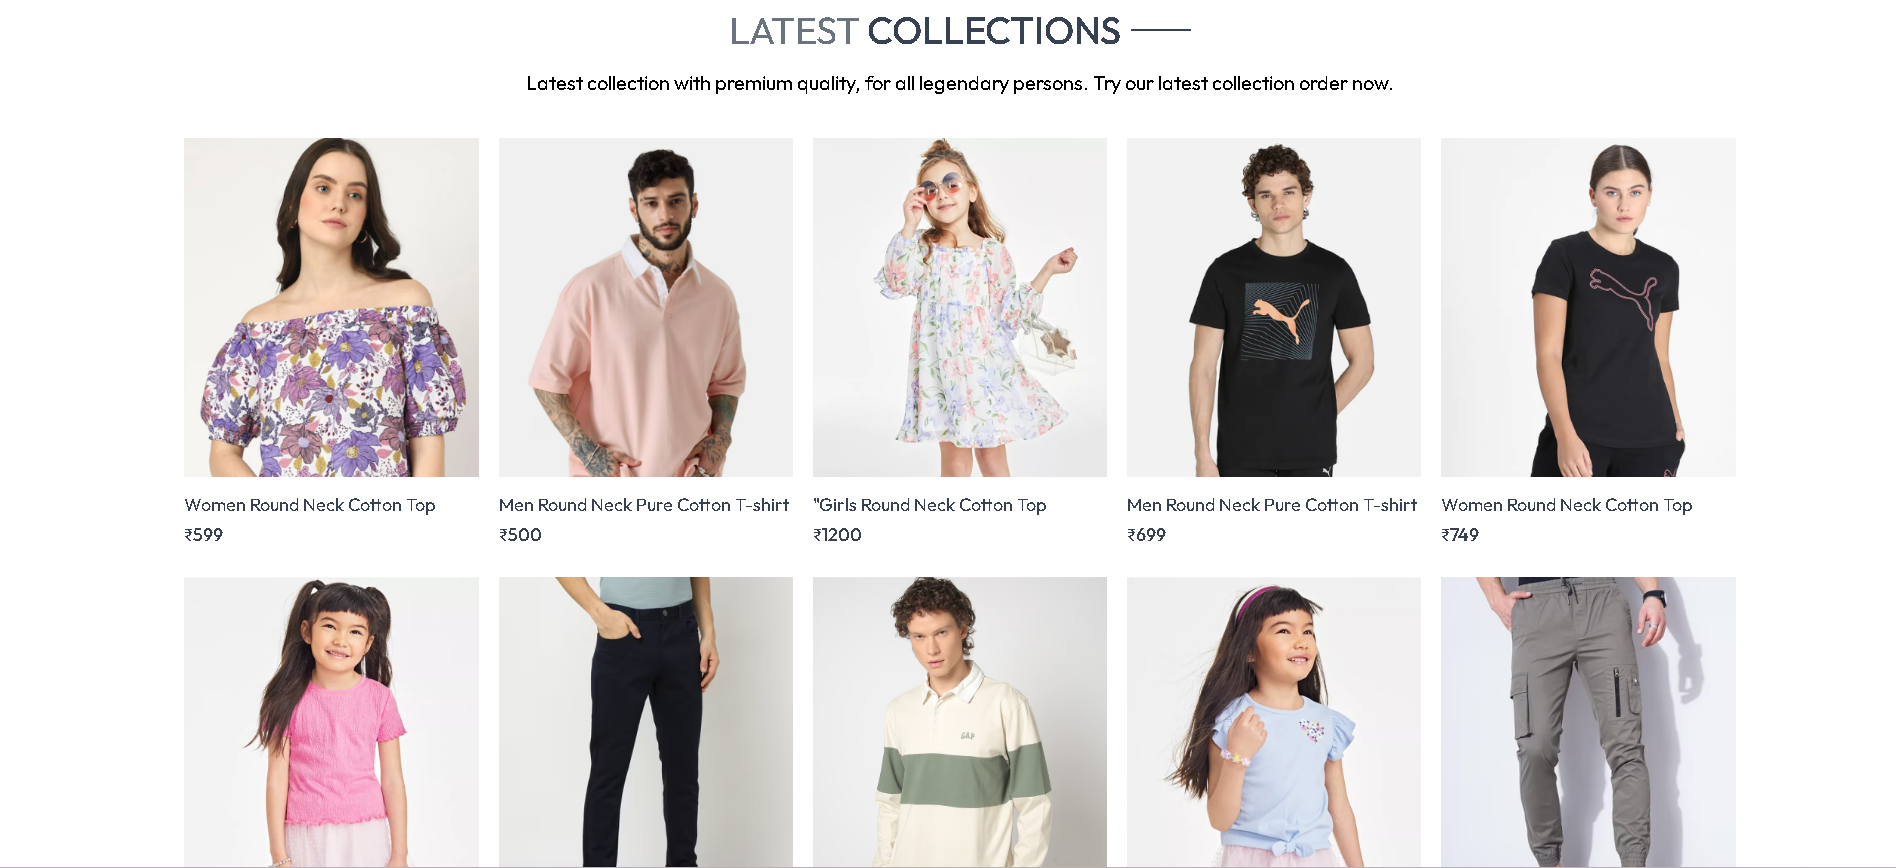 LATEST COLLECTIONS
Latest collection with premium quality, for all legendary persons. Try our latest collection order now.
Women Round Neck Cotton Top
₹599
Men Round Neck Pure Cotton T-shirt
₹500
"Girls Round Neck Cotton Top
₹1200
Men Round Neck Pure Cotton T-shirt
₹699
Women Round Neck Cotton Top
₹749
GAP